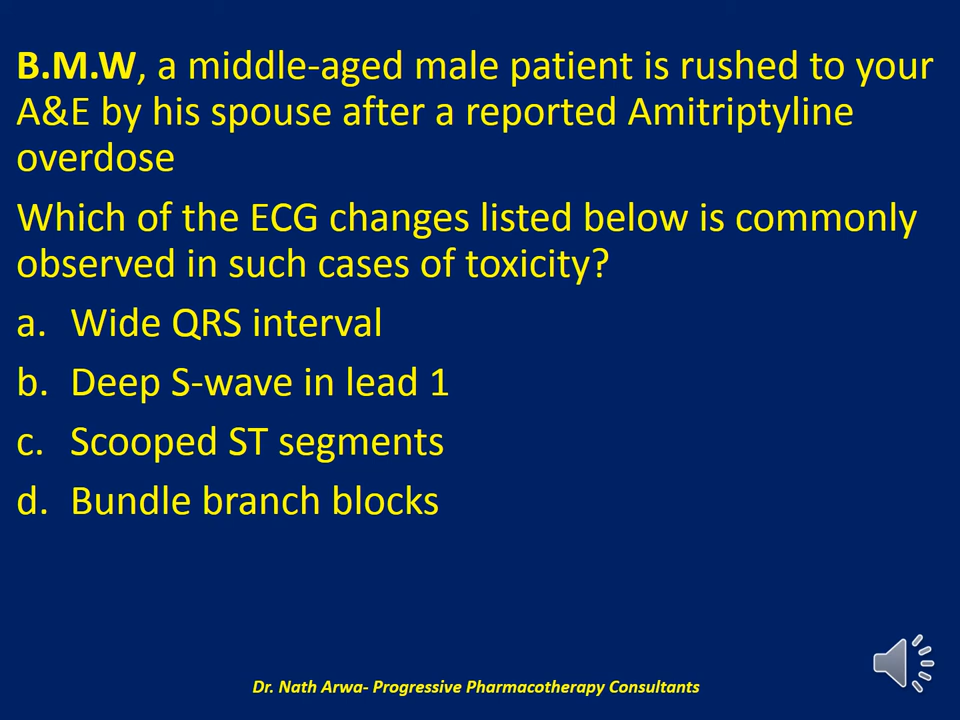 B.M.W, a middle-aged male patient is rushed to your
A&E by his spouse after a reported Amitriptyline
overdose
Which of the ECG changes listed below is commonly
observed in such cases of toxicity?
a. Wide QRS interval
b. Deep S-wave in lead 1
c. Scooped ST segments
d. Bundle branch blocks
Dr. Nath Arwa- Progressive Pharmacotherapy Consultants